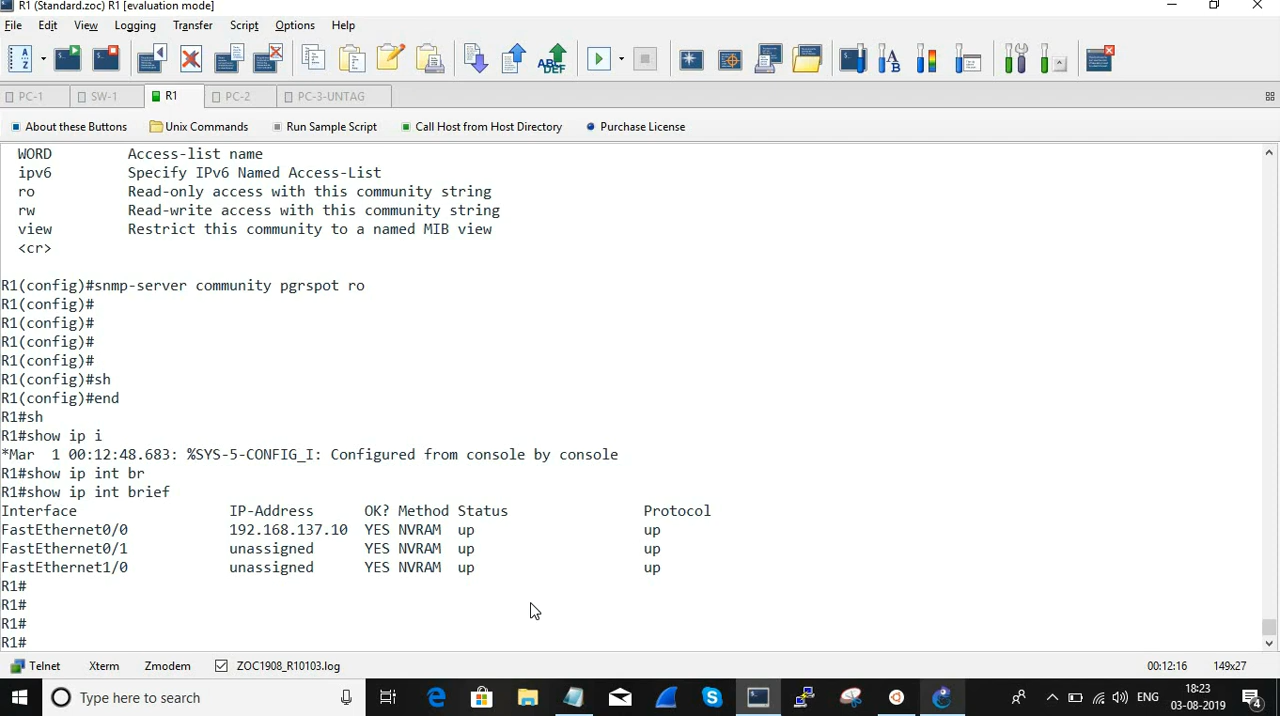 R1 (Standard.zoc) R1 [evaluation mode]
File Edit View Logging Transfer Script Options Help
PC-1 SW-1 R1 PC-2 PC-3-UNTAG
About these Buttons Unix Commands Run Sample Script Call Host from Host Directory Purchase License
WORD Access-list name
ipv6 Specify IPv6 Named Access-List
ro Read-only access with this community string
rw Read-write access with this community string
view Restrict this community to a named MIB view
<cr>
R1(config)#snmp-server community pgrspot ro
R1(config)#
R1(config)#
R1(config)#
R1(config)#
R1(config)#sh
R1(config)#end
R1#sh
R1#show ip i
*Mar 1 00:12:48.683: %SYS-5-CONFIG_I: Configured from console by console
R1#show ip int br
R1#show ip int brief
Interface IP-Address OK? Method Status Protocol
FastEthernet0/0 192.168.137.10 YES NVRAM up up
FastEthernet0/1 unassigned YES NVRAM up up
FastEthernet1/0 unassigned YES NVRAM up up
R1#
R1#
R1#
R1#
Telnet Xterm Zmodem ZOC1908_R10103.log 00:12:16 149x27
Type here to search ENG 18:23
03-08-2019 4